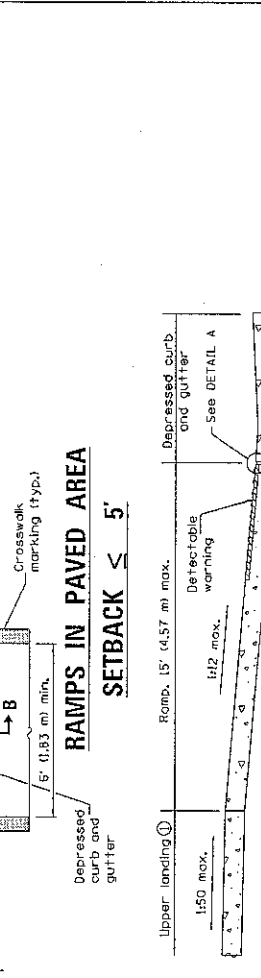 Crosswalk
marking (typ.)
B
6' (1.83 m) min.
Depressed
curb and
gutter
RAMPS IN PAVED AREA
SETBACK ≤ 5'
Upper landing ①
Ramp, 15' (4.57 m) max.
Depressed curb
and gutter
1:50 max.
1:12 max.
Detectable
warning
See DETAIL A